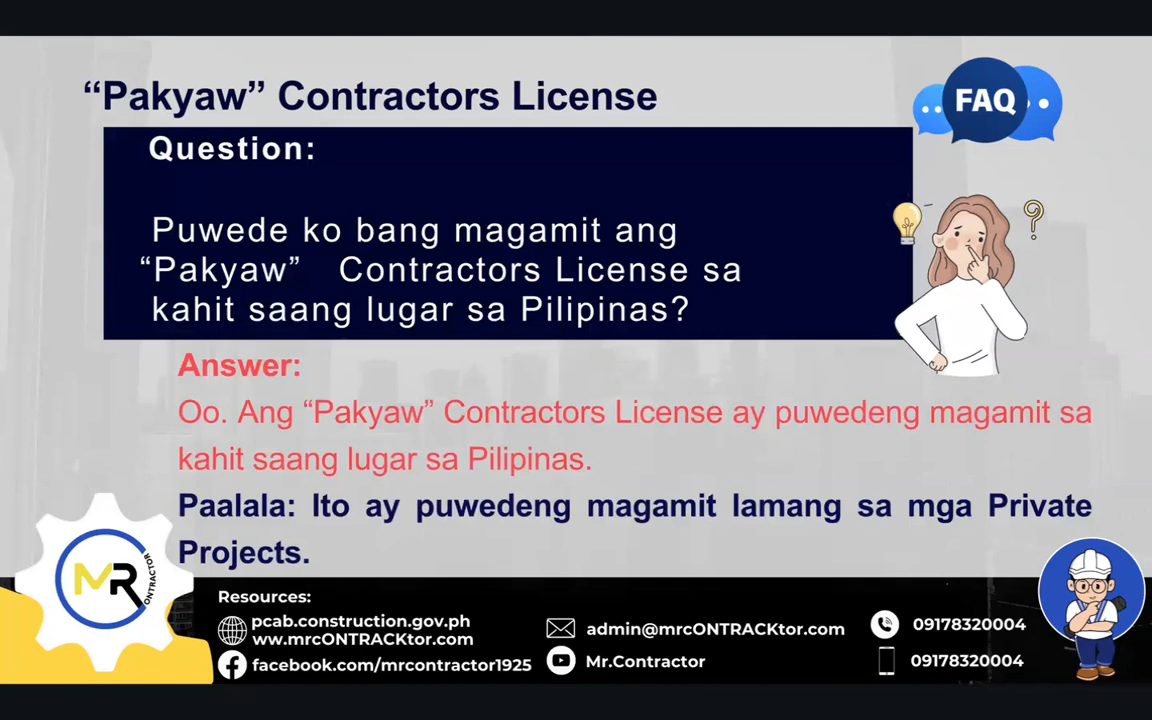 “Pakyaw” Contractors License
FAQ
Question:
Puwede ko bang magamit ang
“Pakyaw” Contractors License sa
kahit saang lugar sa Pilipinas?
Answer:
Oo. Ang “Pakyaw” Contractors License ay puwedeng magamit sa
kahit saang lugar sa Pilipinas.
Paalala: Ito ay puwedeng magamit lamang sa mga Private
Projects.
MR
ONTRACTOR
Resources:
pcab.construction.gov.ph
ww.mrcONTRACKtor.com
facebook.com/mrcontractor1925
admin@mrcONTRACKtor.com
Mr.Contractor
09178320004
09178320004